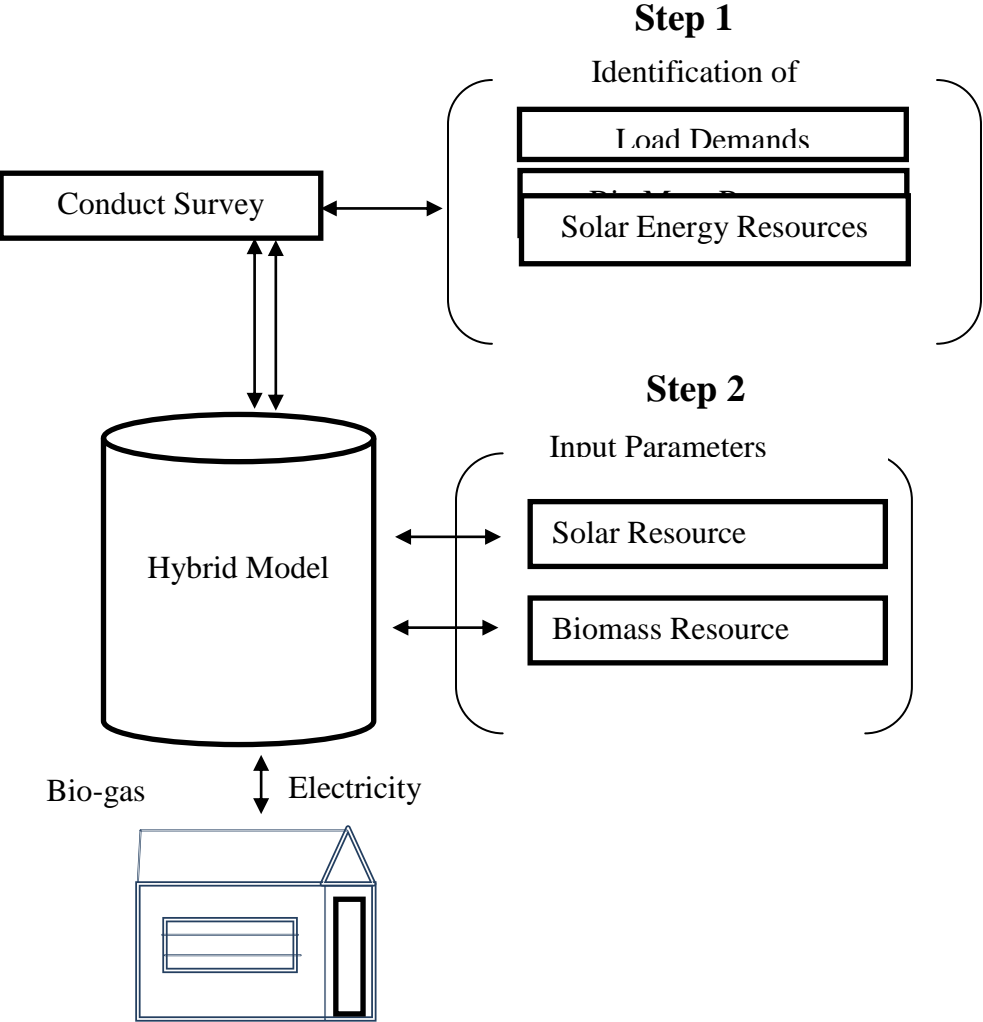 Step 1
Identification of
Load Demands
Conduct Survey
Solar Energy Resources
Step 2
Input Parameters
Hybrid Model
Solar Resource
Biomass Resource
Bio-gas
Electricity